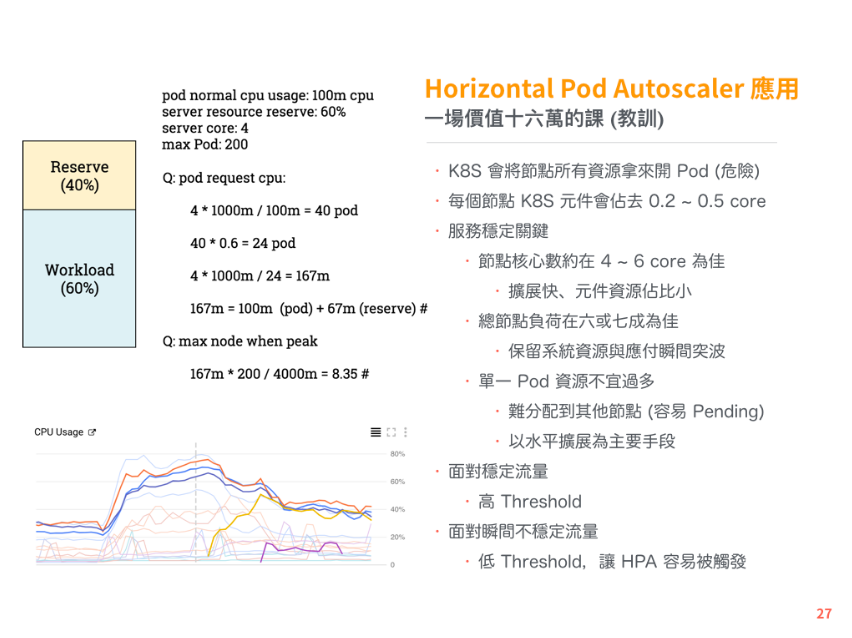 Horizontal Pod Autoscaler 應用
一場價值十六萬的課 (教訓)
pod normal cpu usage: 100m cpu
server resource reserve: 60%
server core: 4
max Pod: 200
Q: pod request cpu:
4 * 1000m / 100m = 40 pod
40 * 0.6 = 24 pod
4 * 1000m / 24 = 167m
167m = 100m (pod) + 67m (reserve) #
Q: max node when peak
167m * 200 / 4000m = 8.35 #
Reserve
(40%)
Workload
(60%)
CPU Usage
80%
60%
40%
20%
0
· K8S 會將節點所有資源拿來開 Pod (危險)
· 每個節點 K8S 元件會佔去 0.2 ~ 0.5 core
· 服務穩定關鍵
· 節點核心數約在 4 ~ 6 core 為佳
· 擴展快、元件資源佔比小
· 總節點負荷在六或七成為佳
· 保留系統資源與應付瞬間突波
· 單一 Pod 資源不宜過多
· 難分配到其他節點 (容易 Pending)
· 以水平擴展為主要手段
· 面對穩定流量
· 高 Threshold
· 面對瞬間不穩定流量
· 低 Threshold，讓 HPA 容易被觸發
27